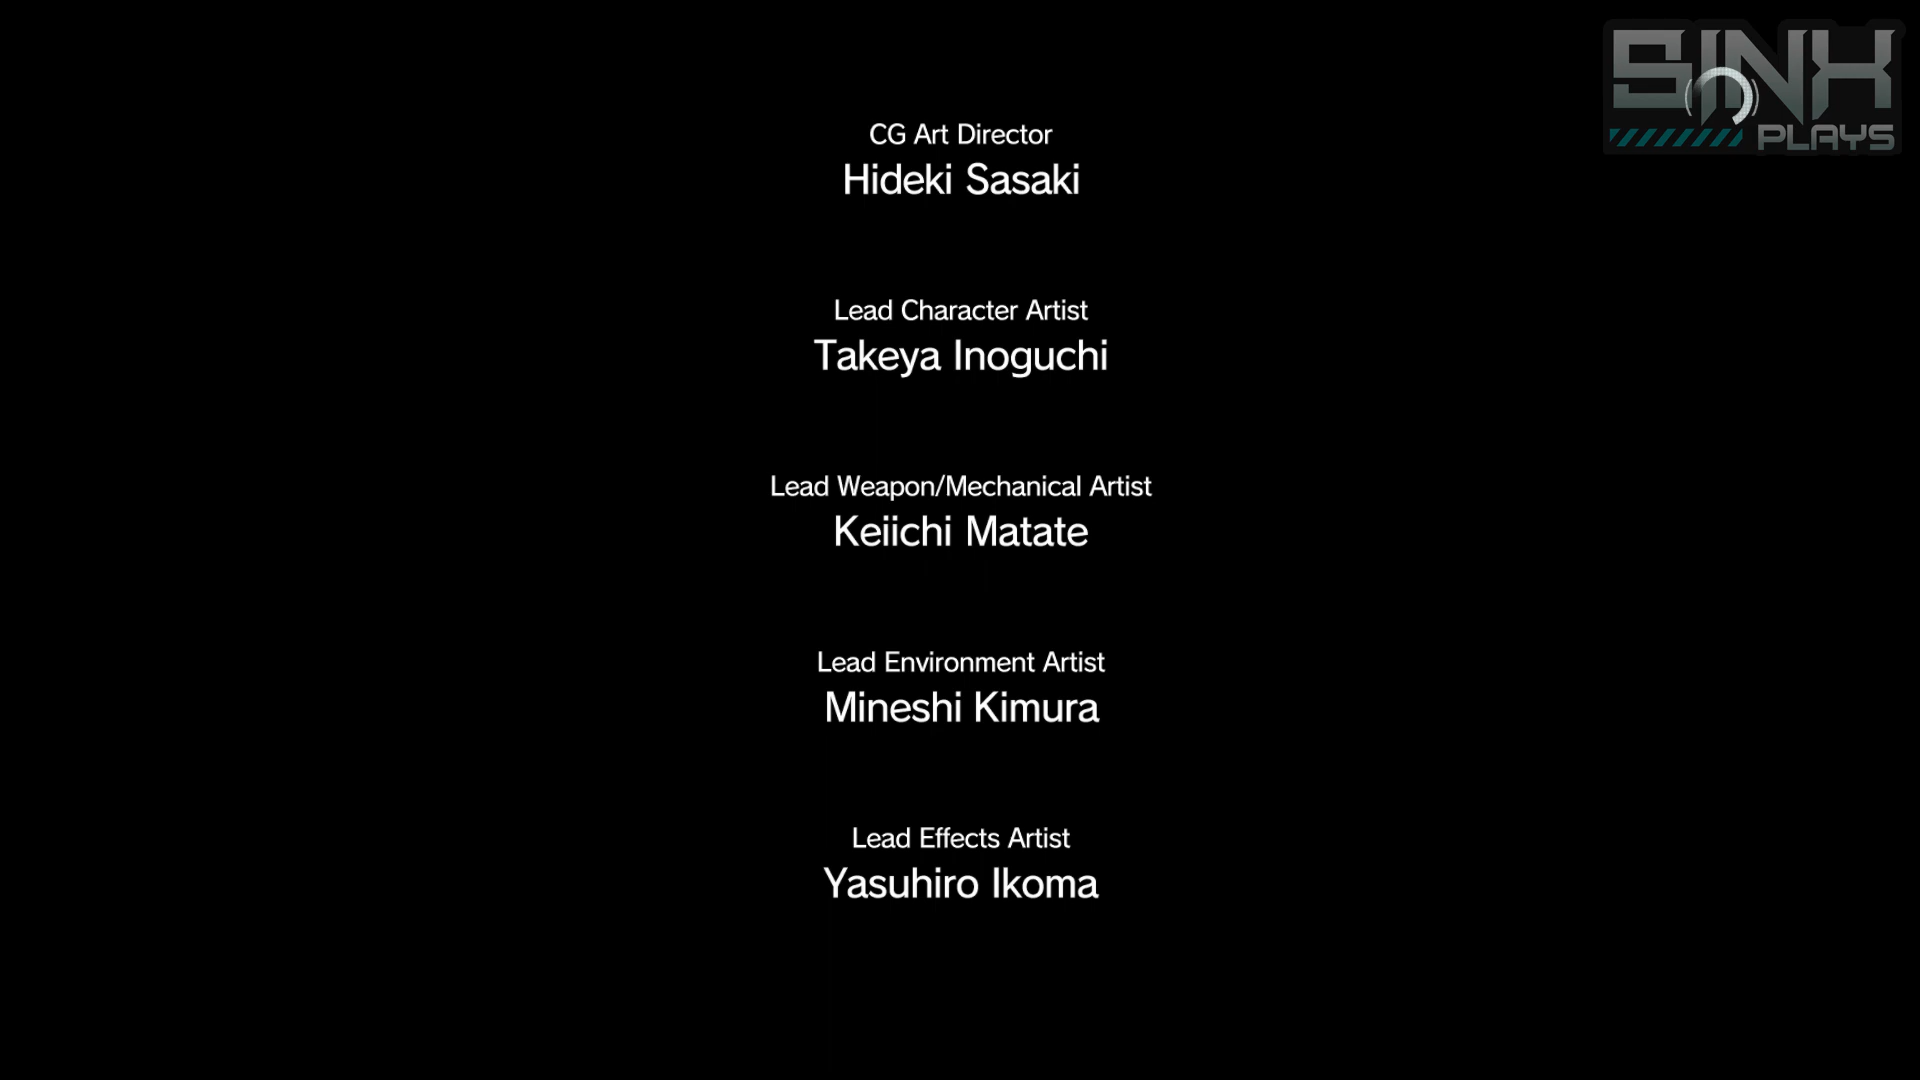 SINX
PLAYS
CG Art Director
Hideki Sasaki
Lead Character Artist
Takeya Inoguchi
Lead Weapon/Mechanical Artist
Keiichi Matate
Lead Environment Artist
Mineshi Kimura
Lead Effects Artist
Yasuhiro Ikoma